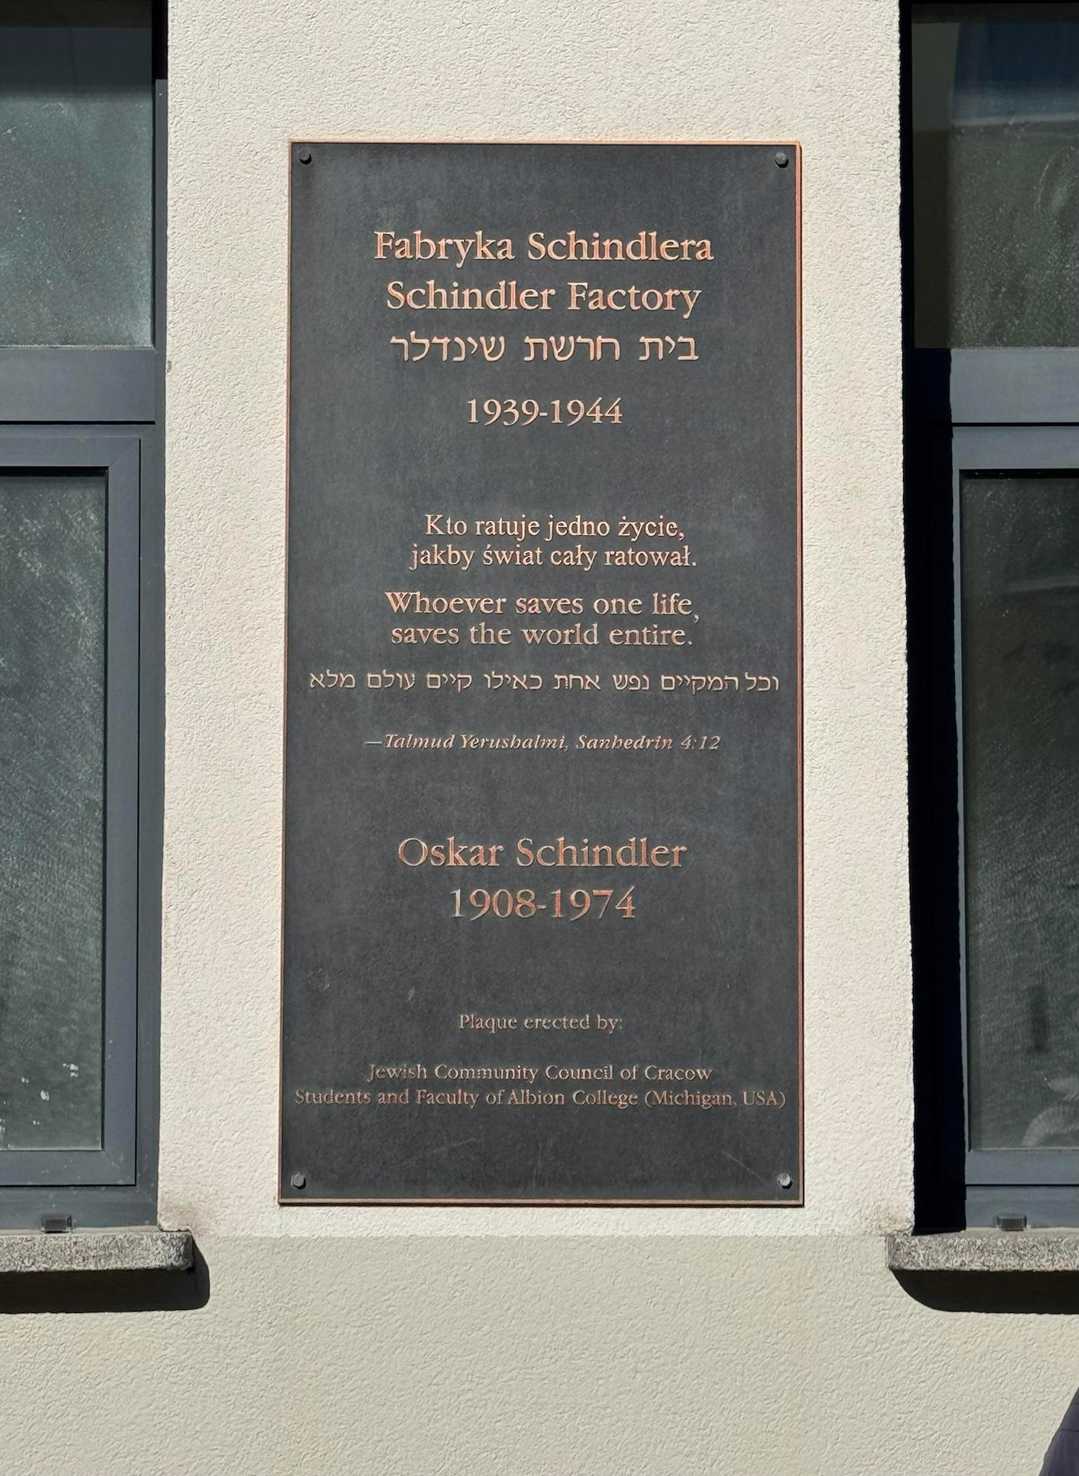 Fabryka Schindlera
Schindler Factory
בית חרשת שינדלר
1939-1944
Kto ratuje jedno życie,
jakby świat cały ratował.
Whoever saves one life,
saves the world entire.
וכל המקיים נפש אחת כאילו קיים עולם מלא
—Talmud Yerushalmi, Sanhedrin 4:12
Oskar Schindler
1908-1974
Plaque erected by:
Jewish Community Council of Cracow
Students and Faculty of Albion College (Michigan, USA)